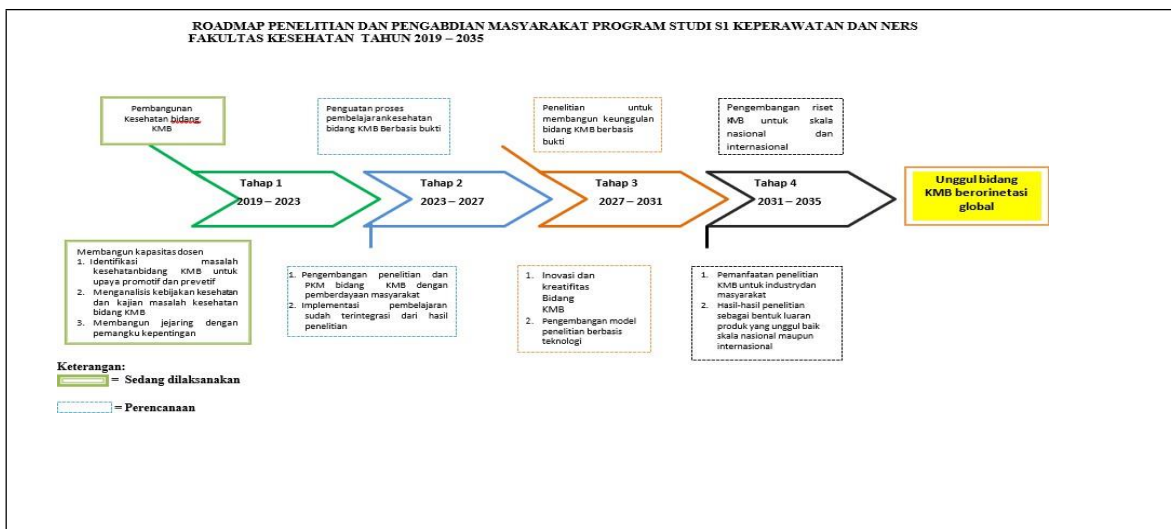 ROADMAP PENELITIAN DAN PENGABDIAN MASYARAKAT PROGRAM STUDI S1 KEPERAWATAN DAN NERS
FAKULTAS KESEHATAN TAHUN 2019 – 2035
Pembangunan
Kesehatan bidang
KMB
Penguatan proses
pembelajarankesehatan
bidang KMB Berbasis bukti
Penelitian untuk
membangun keunggulan
bidang KMB berbasis
bukti
Pengembangan riset
KMB untuk skala
nasional dan
internasional
Tahap 1
2019 – 2023
Tahap 2
2023 – 2027
Tahap 3
2027 – 2031
Tahap 4
2031 – 2035
Unggul bidang
KMB berorinetasi
global
Membangun kapasitas dosen
1. Identifikasi masalah
kesehatanbidang KMB untuk
upaya promotif dan prevetif
2. Menganalisis kebijakan kesehatan
dan kajian masalah kesehatan
bidang KMB
3. Membangun jejaring dengan
pemangku kepentingan
1. Pengembangan penelitian dan
PKM bidang KMB dengan
pemberdayaan masyarakat
2. Implementasi pembelajaran
sudah terintegrasi dari hasil
penelitian
1. Inovasi dan
kreatifitas
Bidang
KMB
2. Pengembangan model
penelitian berbasis
teknologi
1. Pemanfaatan penelitian
KMB untuk industrydan
masyarakat
2. Hasil-hasil penelitian
sebagai bentuk luaran
produk yang unggul baik
skala nasional maupun
internasional
Keterangan:
= Sedang dilaksanakan
= Perencanaan